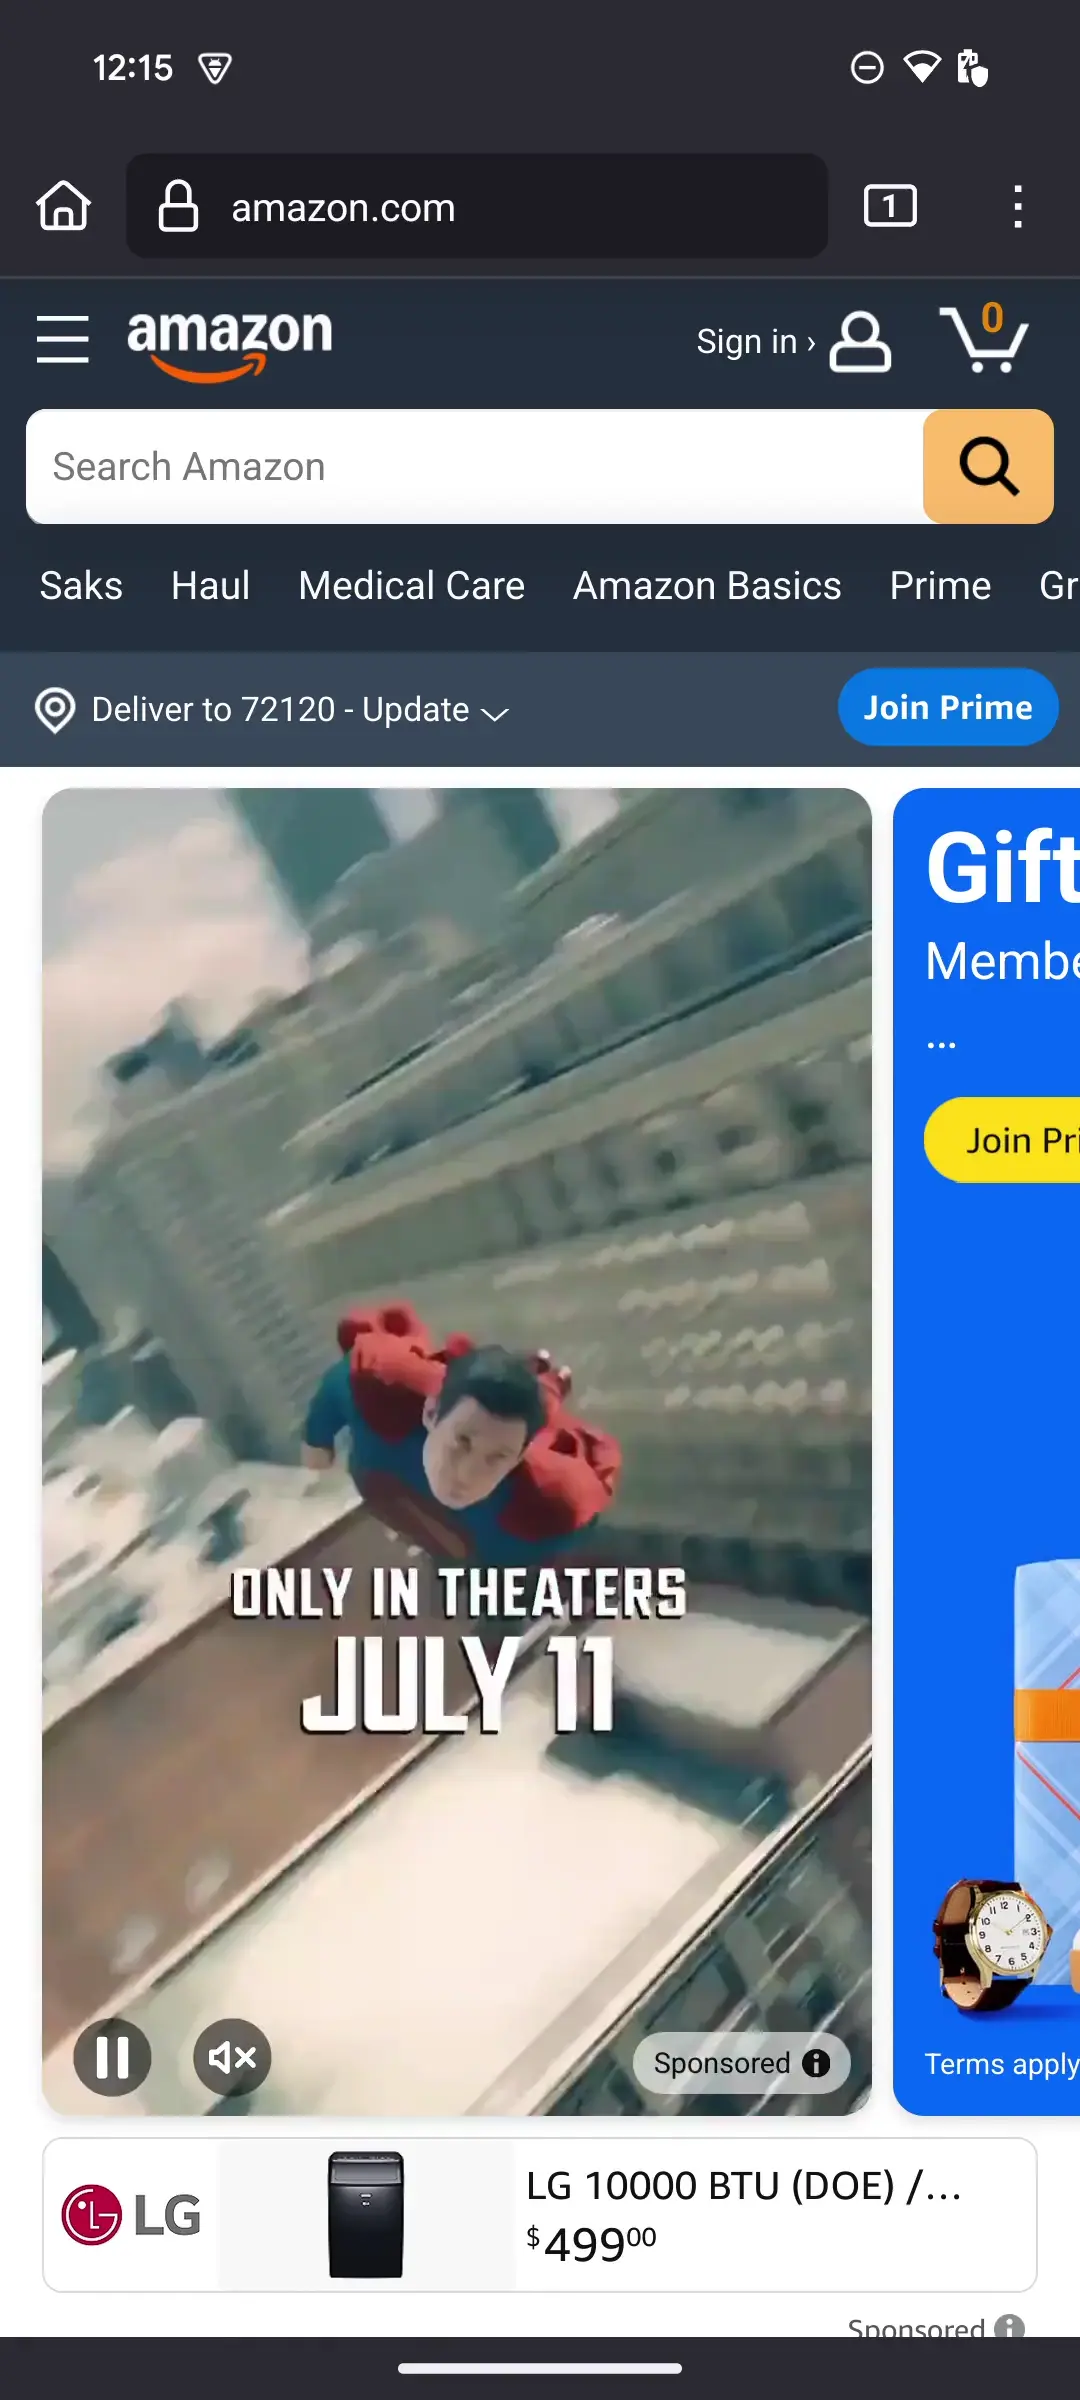 12:15
amazon.com
1
amazon
Sign in ›
0
Search Amazon
Saks Haul Medical Care Amazon Basics Prime Gr
Deliver to 72120 - Update
Join Prime
ONLY IN THEATERS
JULY 11
Sponsored
Gift
Membe
...
Join Pri
Terms apply
LG
LG 10000 BTU (DOE) /...
$49900
Sponsored